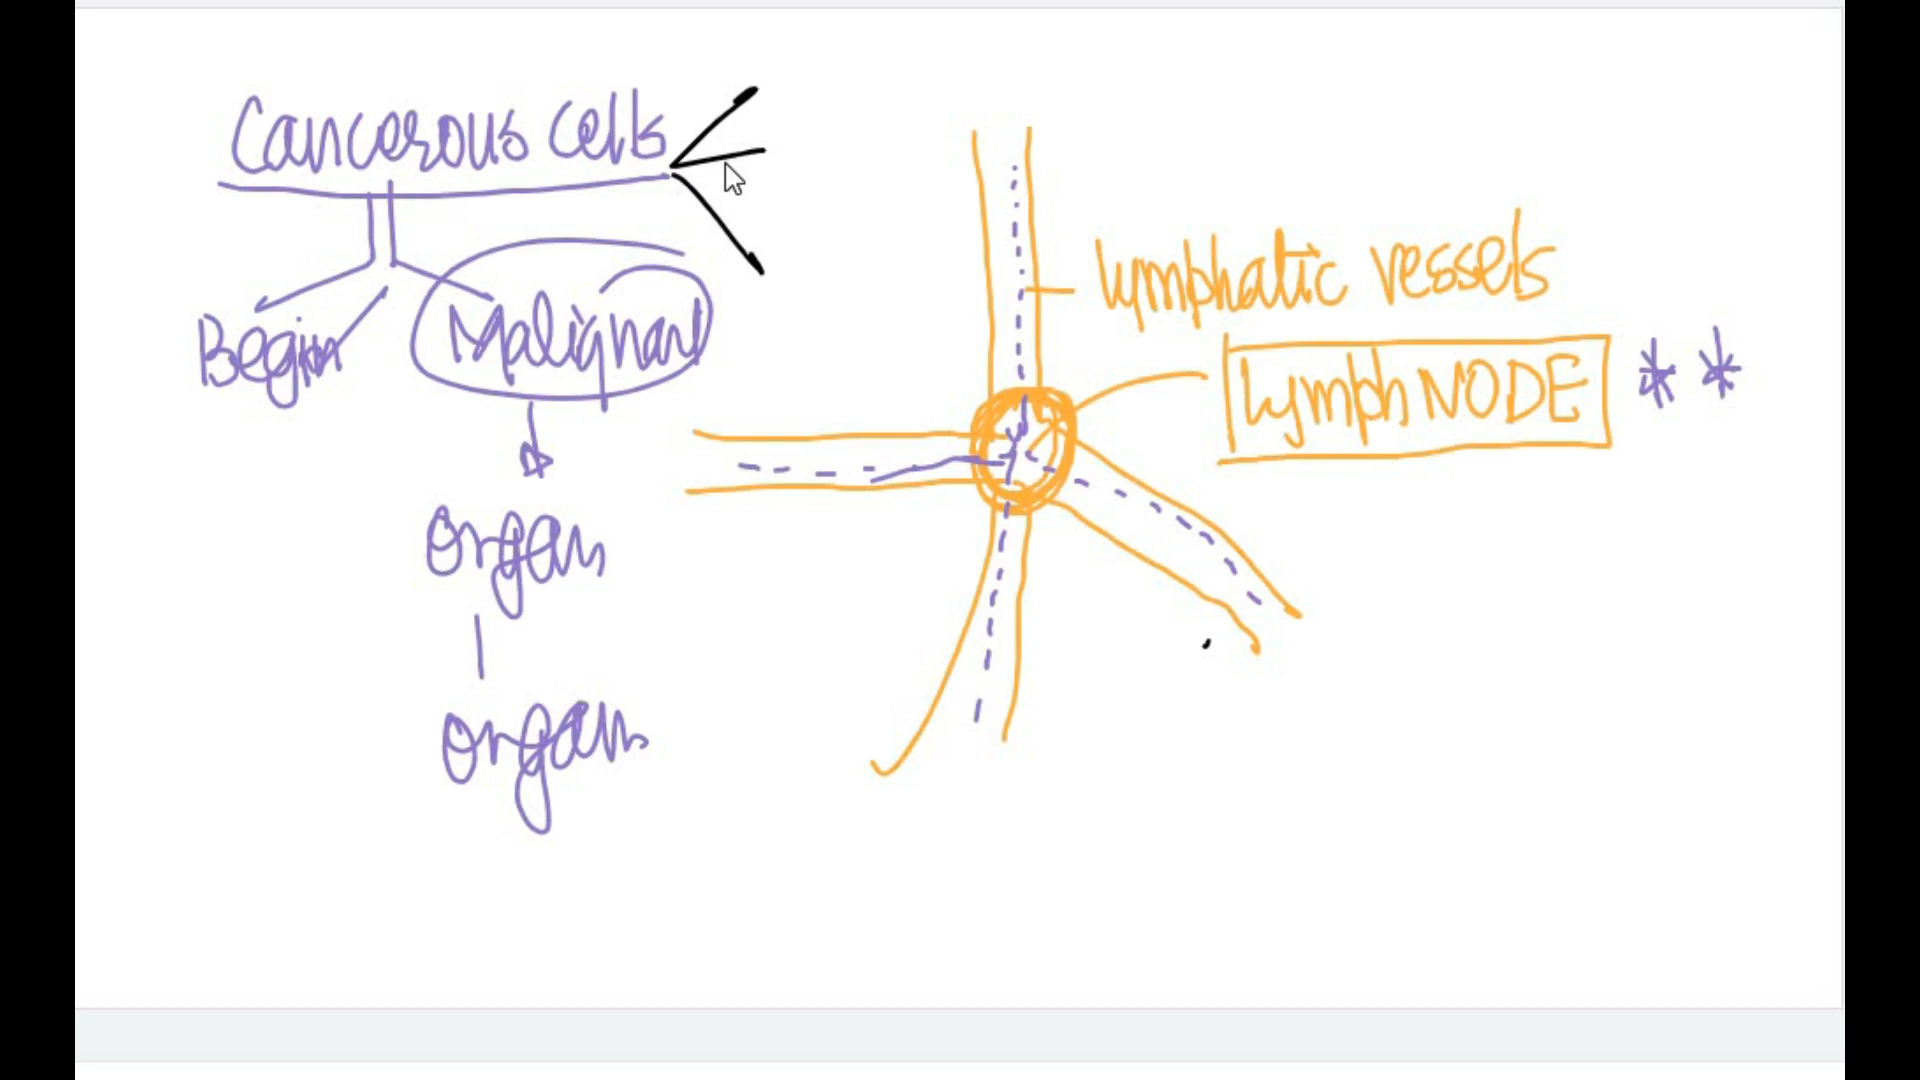 Cancerous Cells
Begin
Malignant
organ
organ
lymphatic vessels
Lymph NODE **